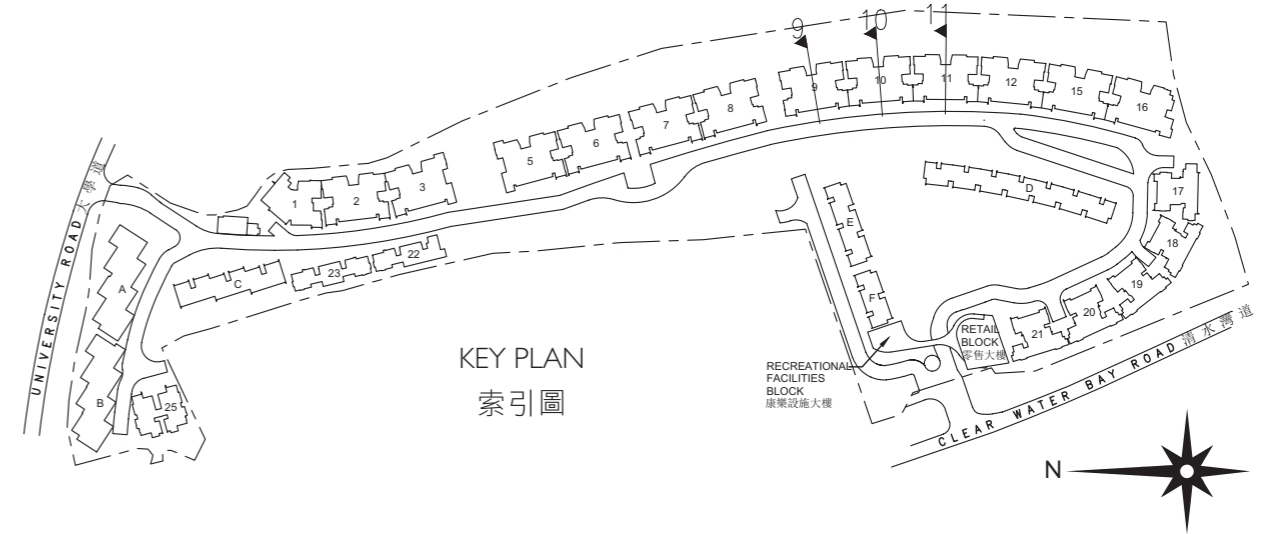 9
10
11
9
10
11
12
15
16
8
7
6
5
3
2
1
17
18
19
20
21
D
E
F
22
23
C
A
B
25
UNIVERSITY ROAD 大學道
RETAIL
BLOCK
零售大樓
RECREATIONAL
FACILITIES
BLOCK
康樂設施大樓
KEY PLAN
索引圖
CLEAR WATER BAY ROAD 清水灣道
N